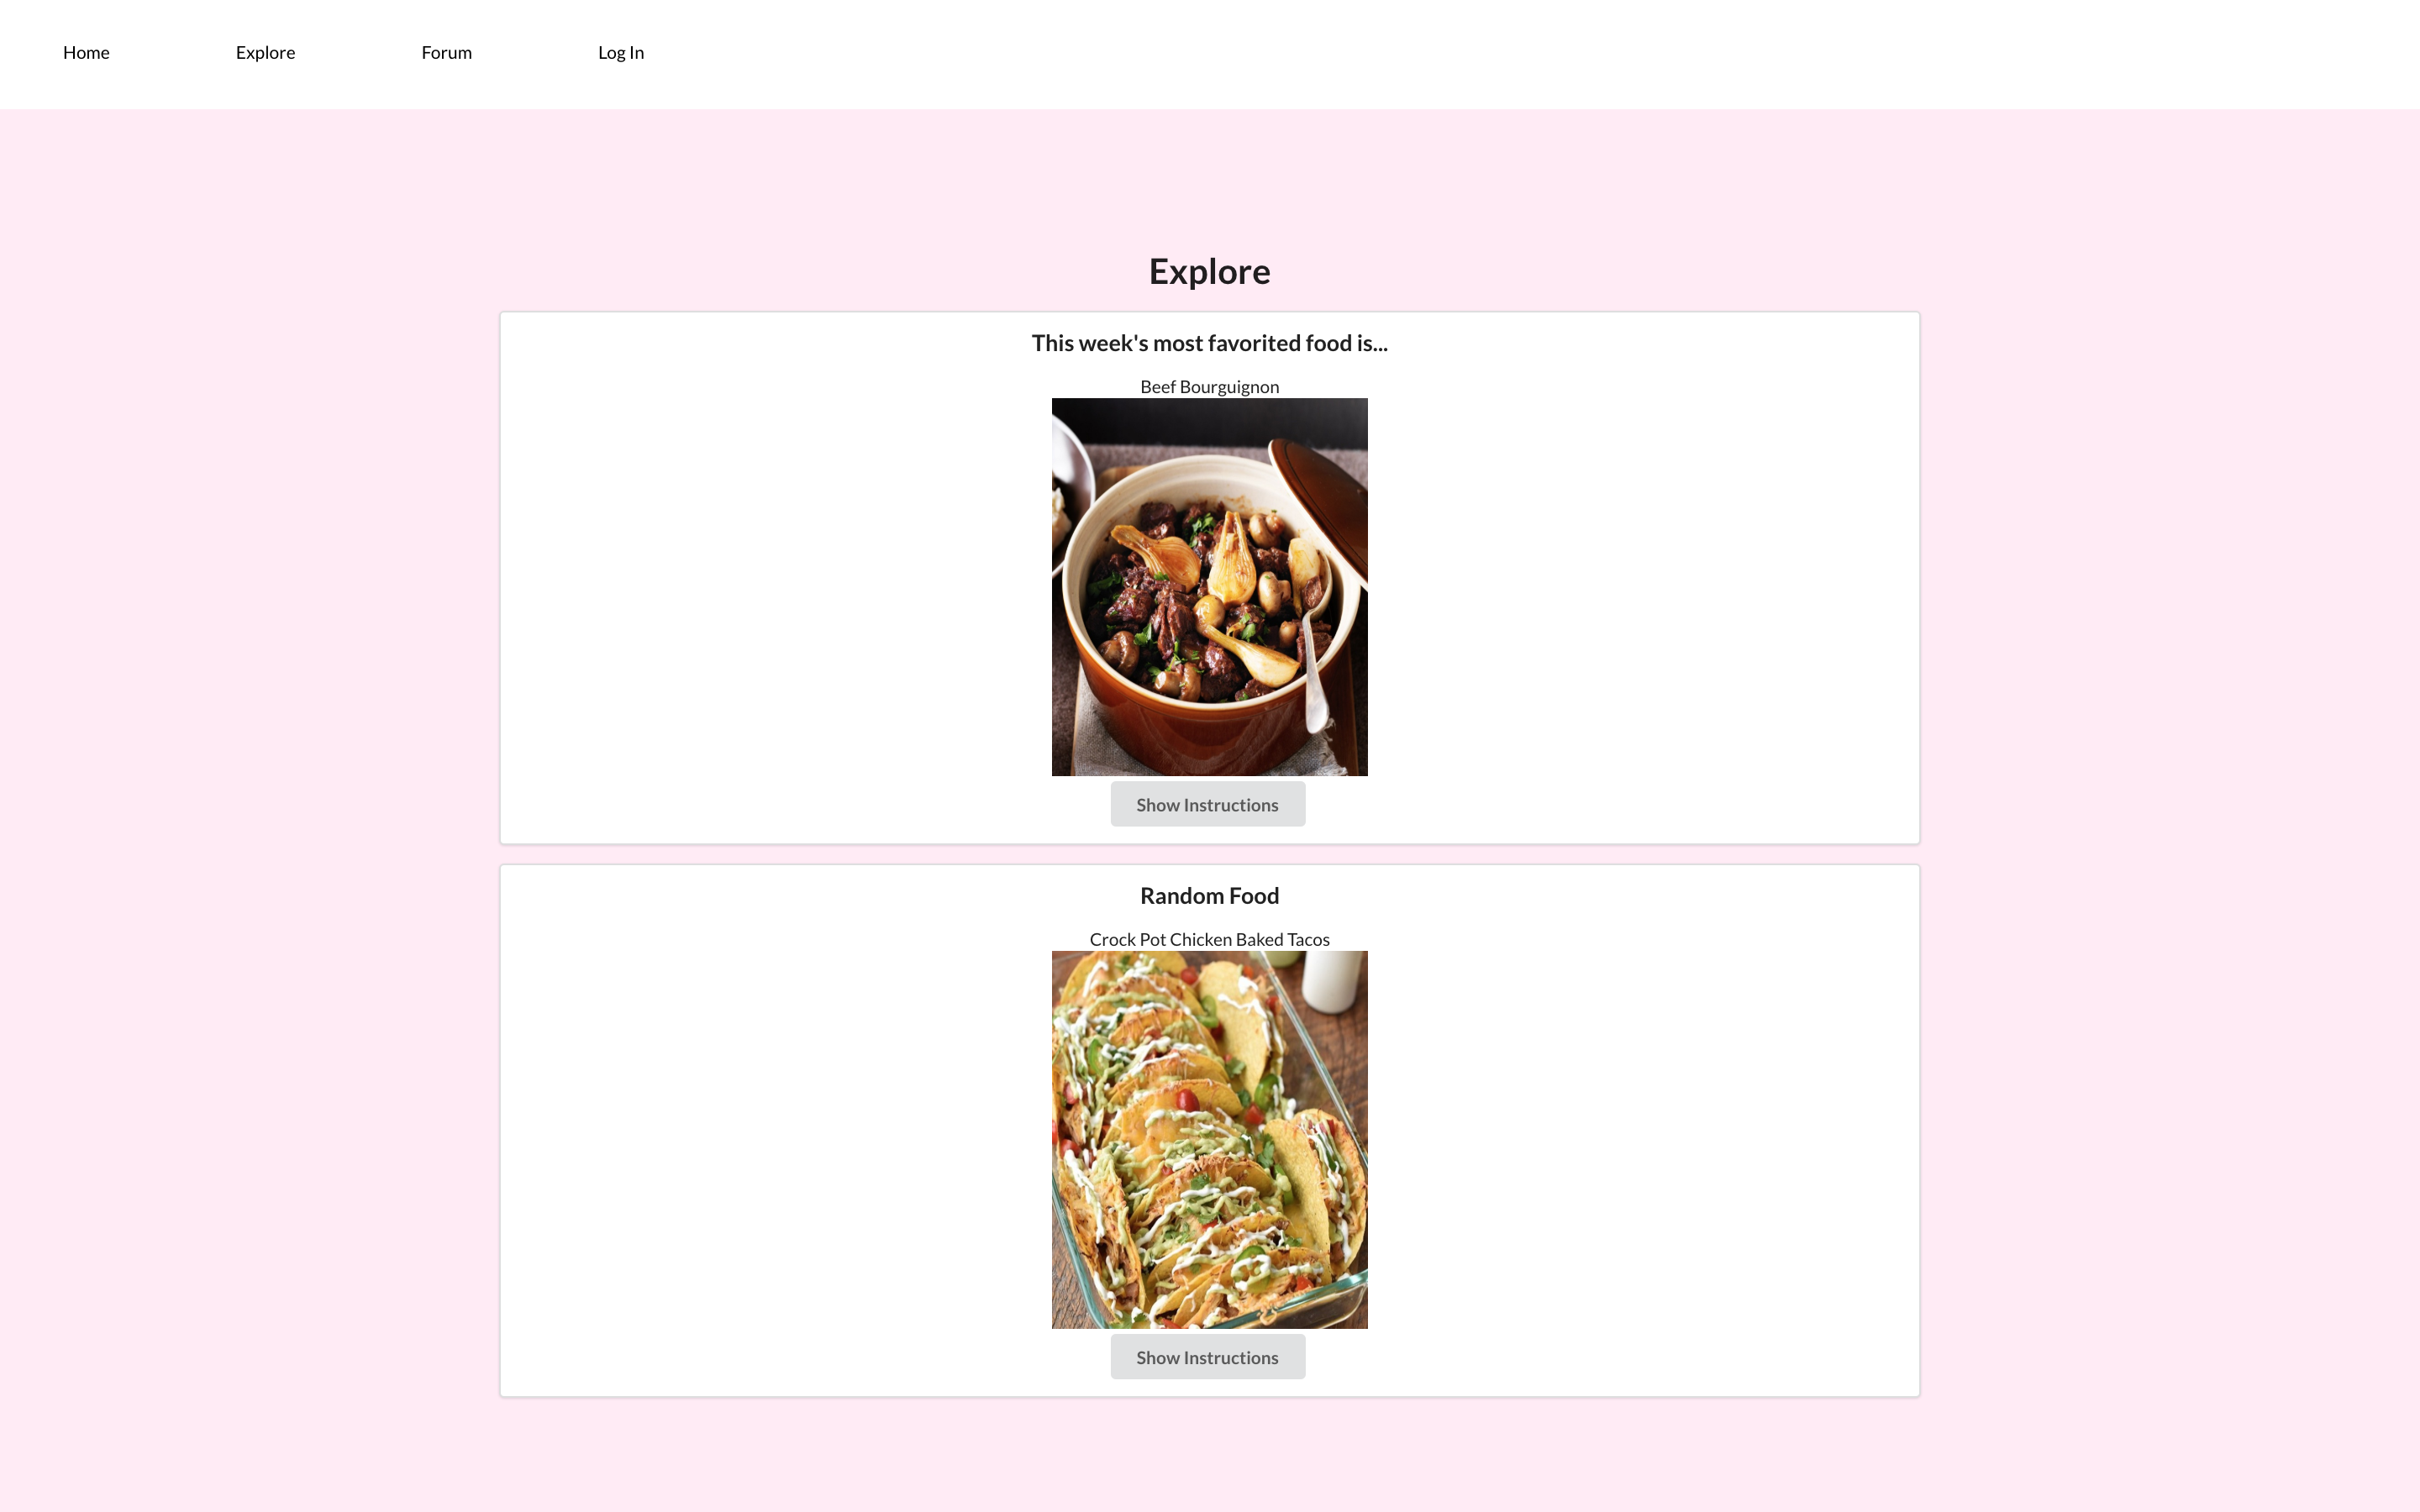 Home Explore Forum Log In
Explore
This week's most favorited food is...
Beef Bourguignon
Show Instructions
Random Food
Crock Pot Chicken Baked Tacos
Show Instructions